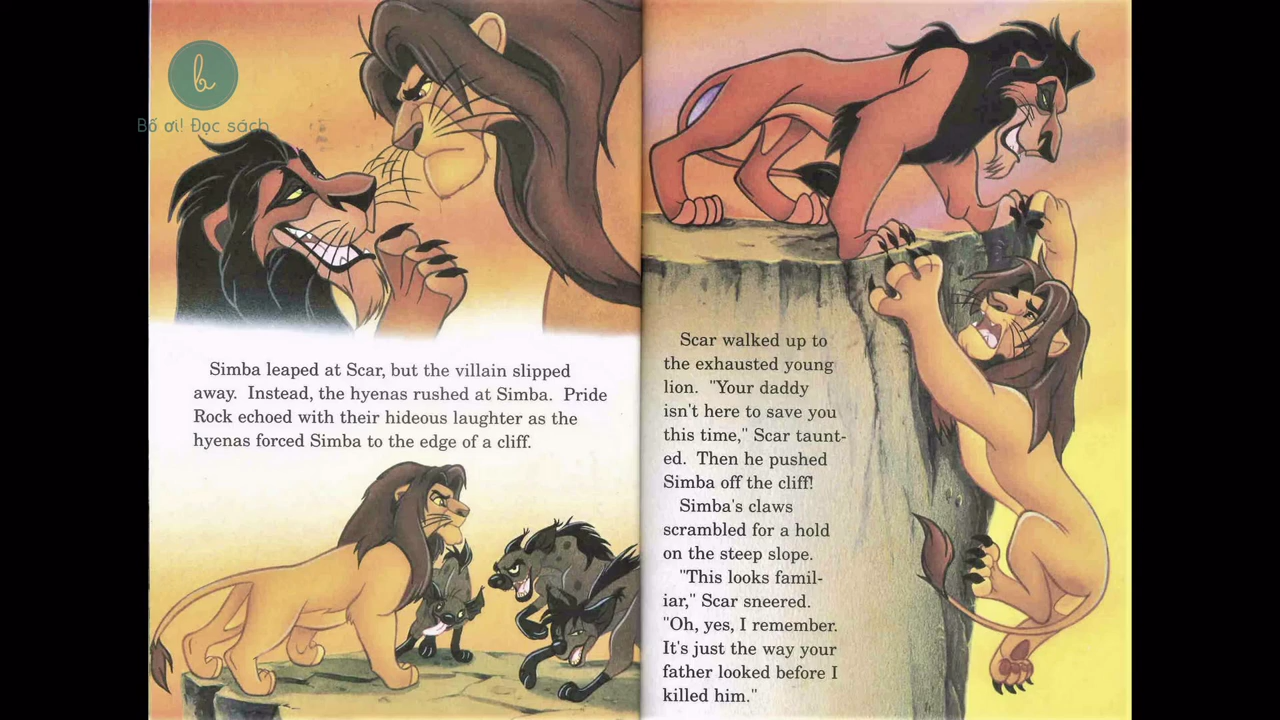 b
Bố ơi! Đọc sách
Simba leaped at Scar, but the villain slipped
away. Instead, the hyenas rushed at Simba. Pride
Rock echoed with their hideous laughter as the
hyenas forced Simba to the edge of a cliff.
Scar walked up to
the exhausted young
lion. "Your daddy
isn't here to save you
this time," Scar taunt-
ed. Then he pushed
Simba off the cliff!
Simba's claws
scrambled for a hold
on the steep slope.
"This looks famil-
iar," Scar sneered.
"Oh, yes, I remember.
It's just the way your
father looked before I
killed him."